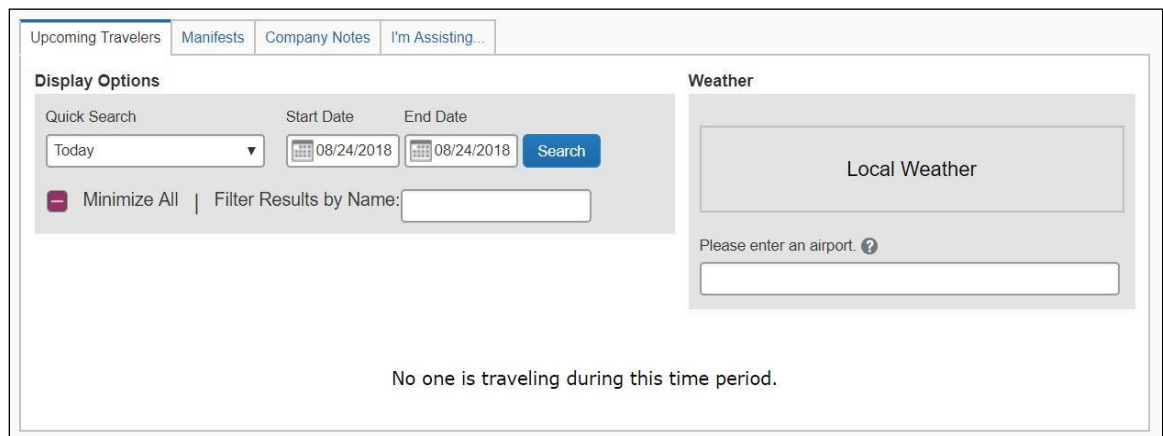 Upcoming Travelers Manifests Company Notes I'm Assisting...
Display Options
Quick Search Start Date End Date
Today 08/24/2018 08/24/2018 Search
Minimize All | Filter Results by Name:
Weather
Local Weather
Please enter an airport. ?
No one is traveling during this time period.